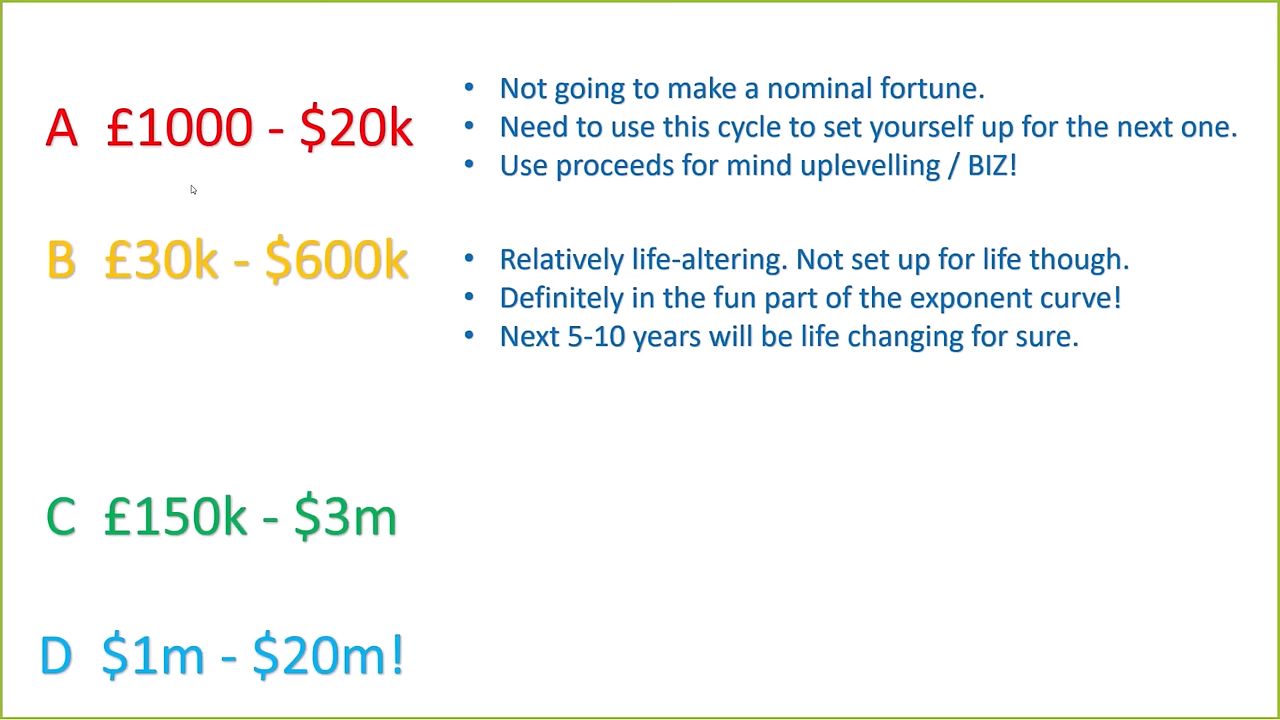 A £1000 - $20k
• Not going to make a nominal fortune.
• Need to use this cycle to set yourself up for the next one.
• Use proceeds for mind uplevelling / BIZ!
B £30k - $600k
• Relatively life-altering. Not set up for life though.
• Definitely in the fun part of the exponent curve!
• Next 5-10 years will be life changing for sure.
C £150k - $3m
D $1m - $20m!